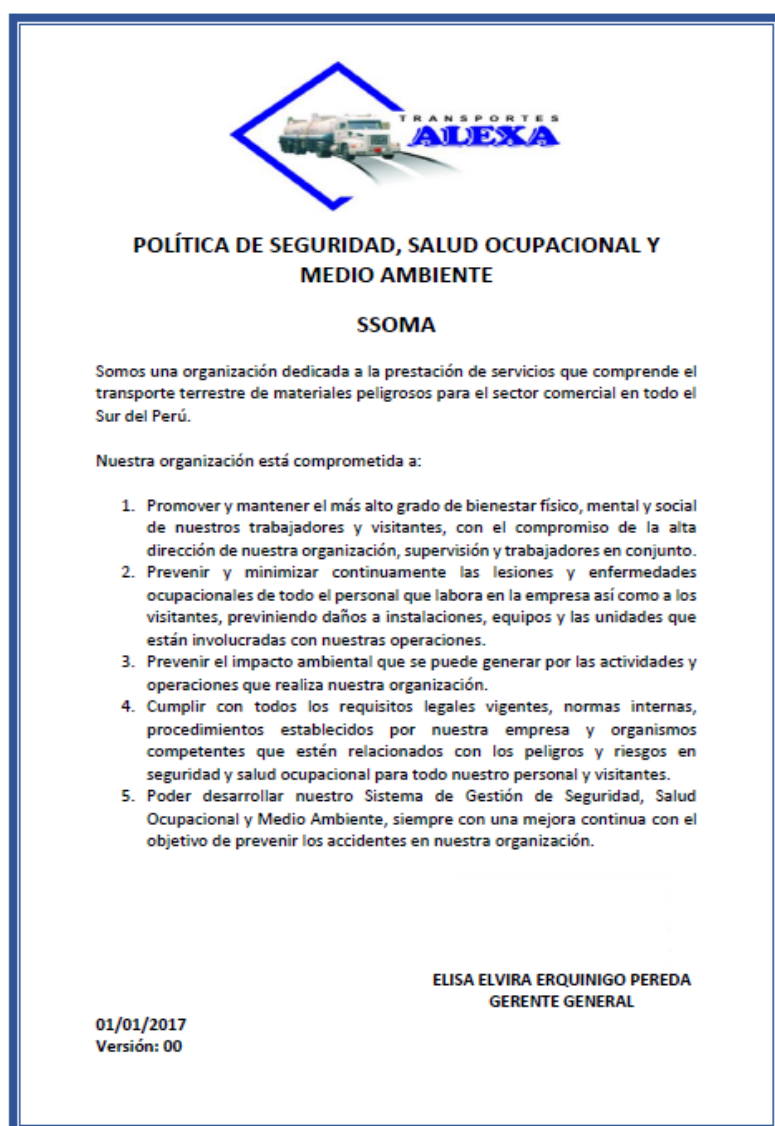 TRANSPORTES
ALEXA
POLÍTICA DE SEGURIDAD, SALUD OCUPACIONAL Y
MEDIO AMBIENTE
SSOMA
Somos una organización dedicada a la prestación de servicios que comprende el
transporte terrestre de materiales peligrosos para el sector comercial en todo el
Sur del Perú.
Nuestra organización está comprometida a:
1. Promover y mantener el más alto grado de bienestar físico, mental y social
de nuestros trabajadores y visitantes, con el compromiso de la alta
dirección de nuestra organización, supervisión y trabajadores en conjunto.
2. Prevenir y minimizar continuamente las lesiones y enfermedades
ocupacionales de todo el personal que labora en la empresa así como a los
visitantes, previniendo daños a instalaciones, equipos y las unidades que
están involucradas con nuestras operaciones.
3. Prevenir el impacto ambiental que se puede generar por las actividades y
operaciones que realiza nuestra organización.
4. Cumplir con todos los requisitos legales vigentes, normas internas,
procedimientos establecidos por nuestra empresa y organismos
competentes que estén relacionados con los peligros y riesgos en
seguridad y salud ocupacional para todo nuestro personal y visitantes.
5. Poder desarrollar nuestro Sistema de Gestión de Seguridad, Salud
Ocupacional y Medio Ambiente, siempre con una mejora continua con el
objetivo de prevenir los accidentes en nuestra organización.
ELISA ELVIRA ERQUINIGO PEREDA
GERENTE GENERAL
01/01/2017
Versión: 00